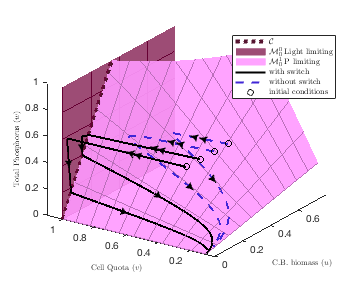 C
M₀⁰ Light limiting
M₀¹ P limiting
with switch
without switch
initial conditions
Total Phosphorus (w)
1
0.8
0.6
0.4
0.2
0
1
0.8
0.6
0.4
0.2
0
0.2
0.4
0.6
Cell Quota (v)
C.B. biomass (u)